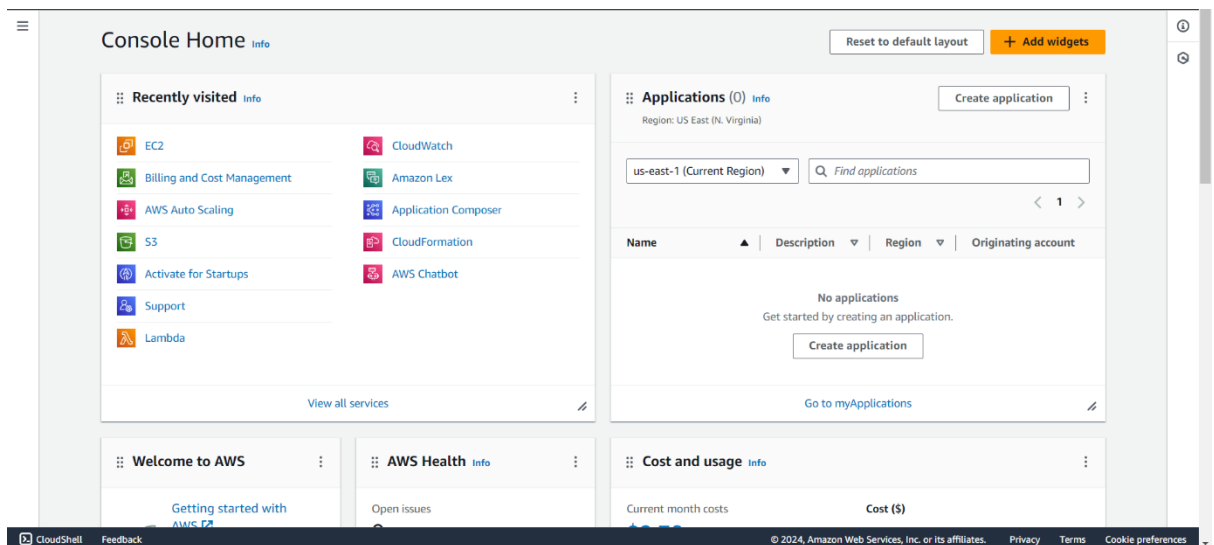 Console Home Info
Reset to default layout
+ Add widgets
Recently visited Info
EC2
Billing and Cost Management
AWS Auto Scaling
S3
Activate for Startups
Support
Lambda
CloudWatch
Amazon Lex
Application Composer
CloudFormation
AWS Chatbot
View all services
Applications (0) Info
Region: US East (N. Virginia)
Create application
us-east-1 (Current Region)
Find applications
1
Name Description Region Originating account
No applications
Get started by creating an application.
Create application
Go to myApplications
Welcome to AWS
Getting started with
AWS
AWS Health Info
Open issues
Cost and usage Info
Current month costs
Cost ($)
CloudShell Feedback © 2024, Amazon Web Services, Inc. or its affiliates. Privacy Terms Cookie preferences